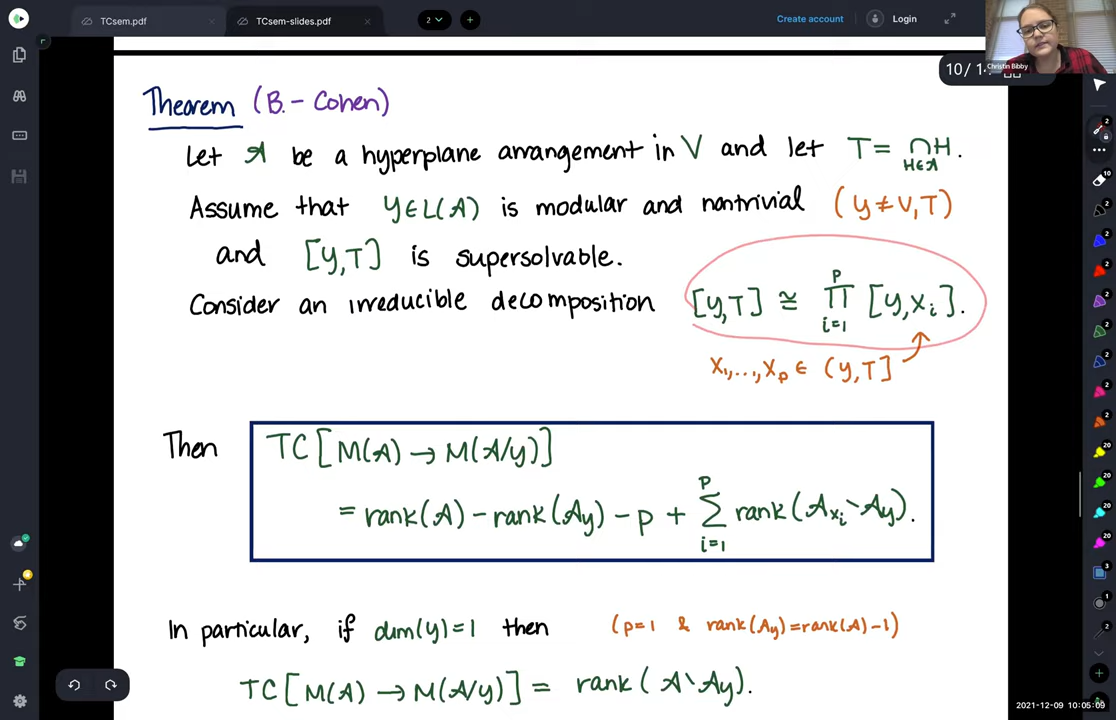 TCsem.pdf
TCsem-slides.pdf
2
Create account
Login
Christin Bibby
10 / 1
Theorem (B.- Cohen)
Let A be a hyperplane arrangement in V and let T = ∩H.
H∈A
Assume that Y∈L(A) is modular and nontrivial (Y ≠ V,T)
and [Y,T] is supersolvable.
Consider an irreducible decomposition [Y,T] ≅ ∏_{i=1}^{p} [Y,X_i].
X_1,...,X_p ∈ (Y,T]
Then TC[M(A) → M(A/Y)]
= rank(A) - rank(A_Y) - p + ∑_{i=1}^{p} rank(A_{X_i} \ A_Y).
In particular, if dim(Y)=1 then (p=1 & rank(A_Y)=rank(A)-1)
TC[M(A) → M(A/Y)] = rank(A \ A_Y).
2021-12-09 10:05:09